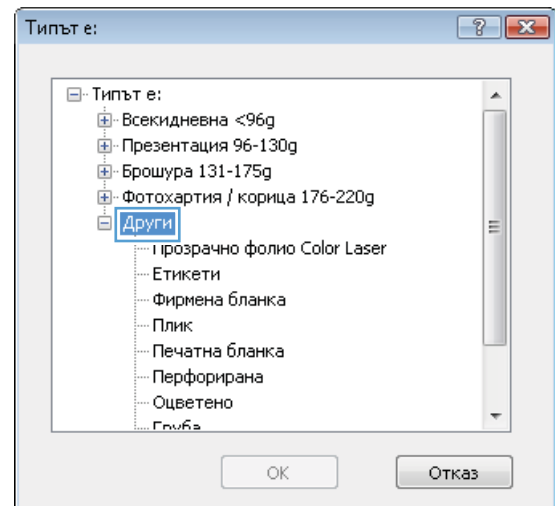 Типът е:
Типът е:
Всекидневна <96g
Презентация 96-130g
Брошура 131-175g
Фотохартия / корица 176-220g
Други
Прозрачно фолио Color Laser
Етикети
Фирмена бланка
Плик
Печатна бланка
Перфорирана
Оцветено
Груба
OK
Отказ